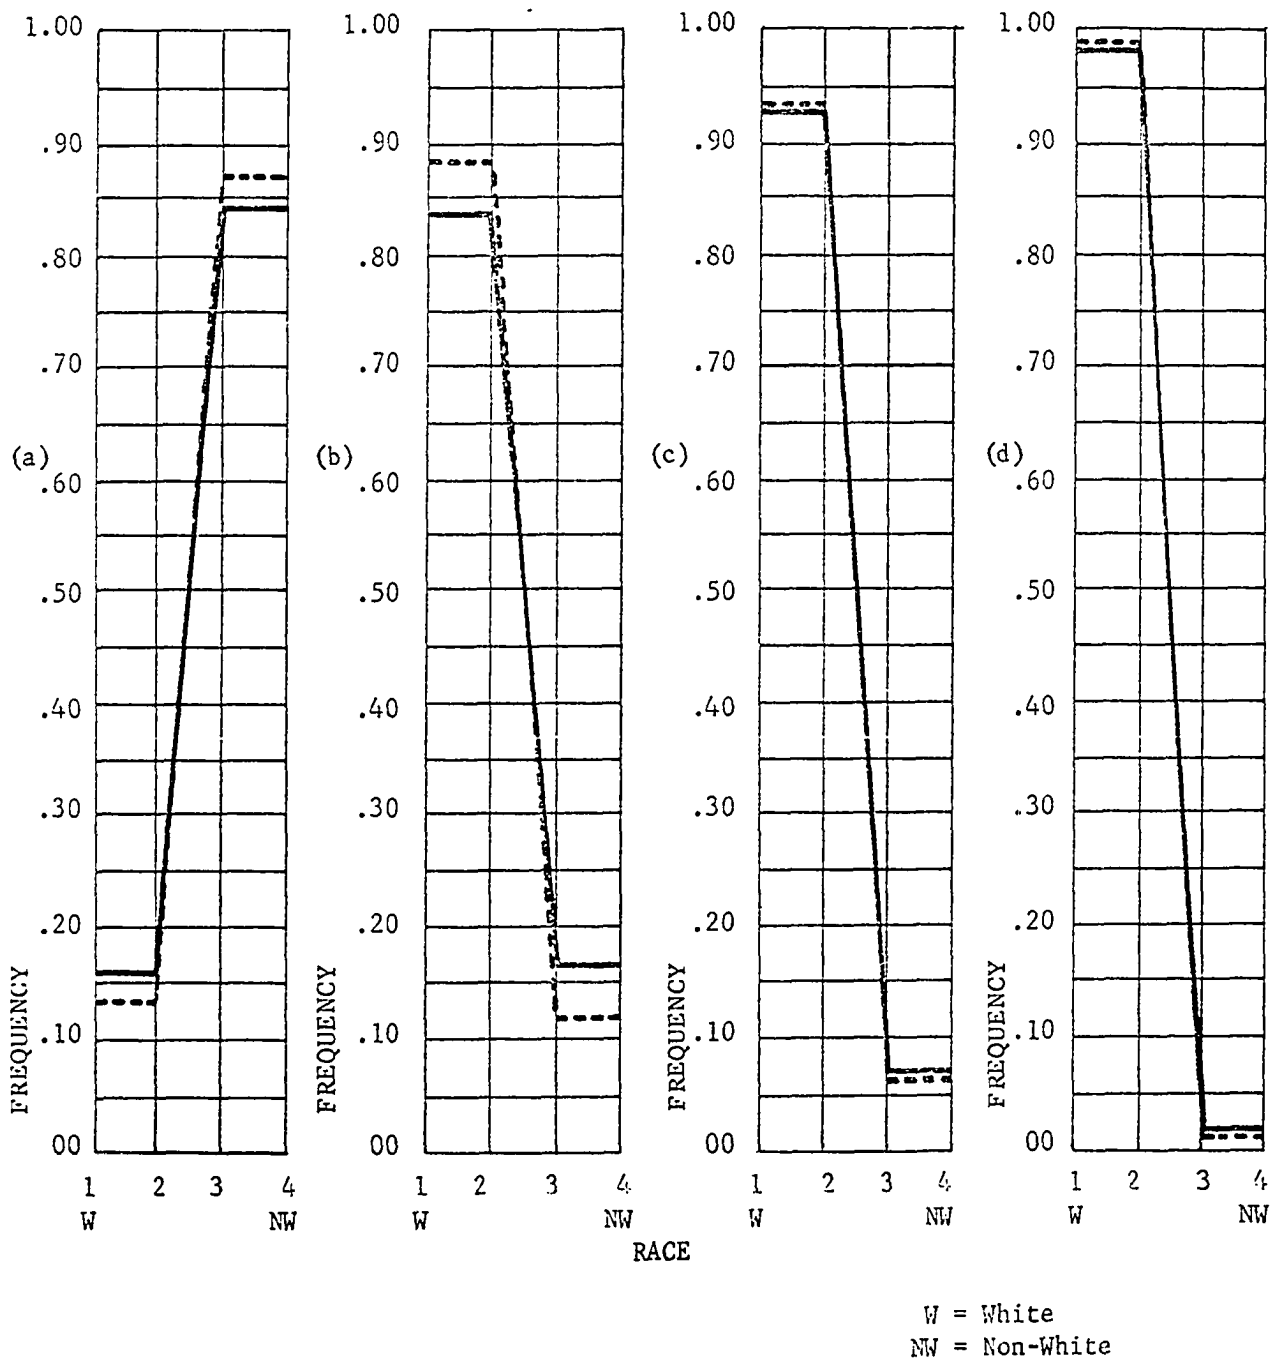 1.00 1.00 1.00 1.00
.90 .90 .90 .90
.80 .80 .80 .80
.70 .70 .70 .70
(a) (b) (c) (d)
.60 .60 .60 .60
.50 .50 .50 .50
.40 .40 .40 .40
.30 .30 .30 .30
.20 .20 .20 .20
FREQUENCY FREQUENCY FREQUENCY FREQUENCY
.10 .10 .10 .10
00 00 00 00
1 2 3 4 1 2 3 4 1 2 3 4 1 2 3 4
W NW W NW W NW W NW
RACE
W = White
NW = Non-White